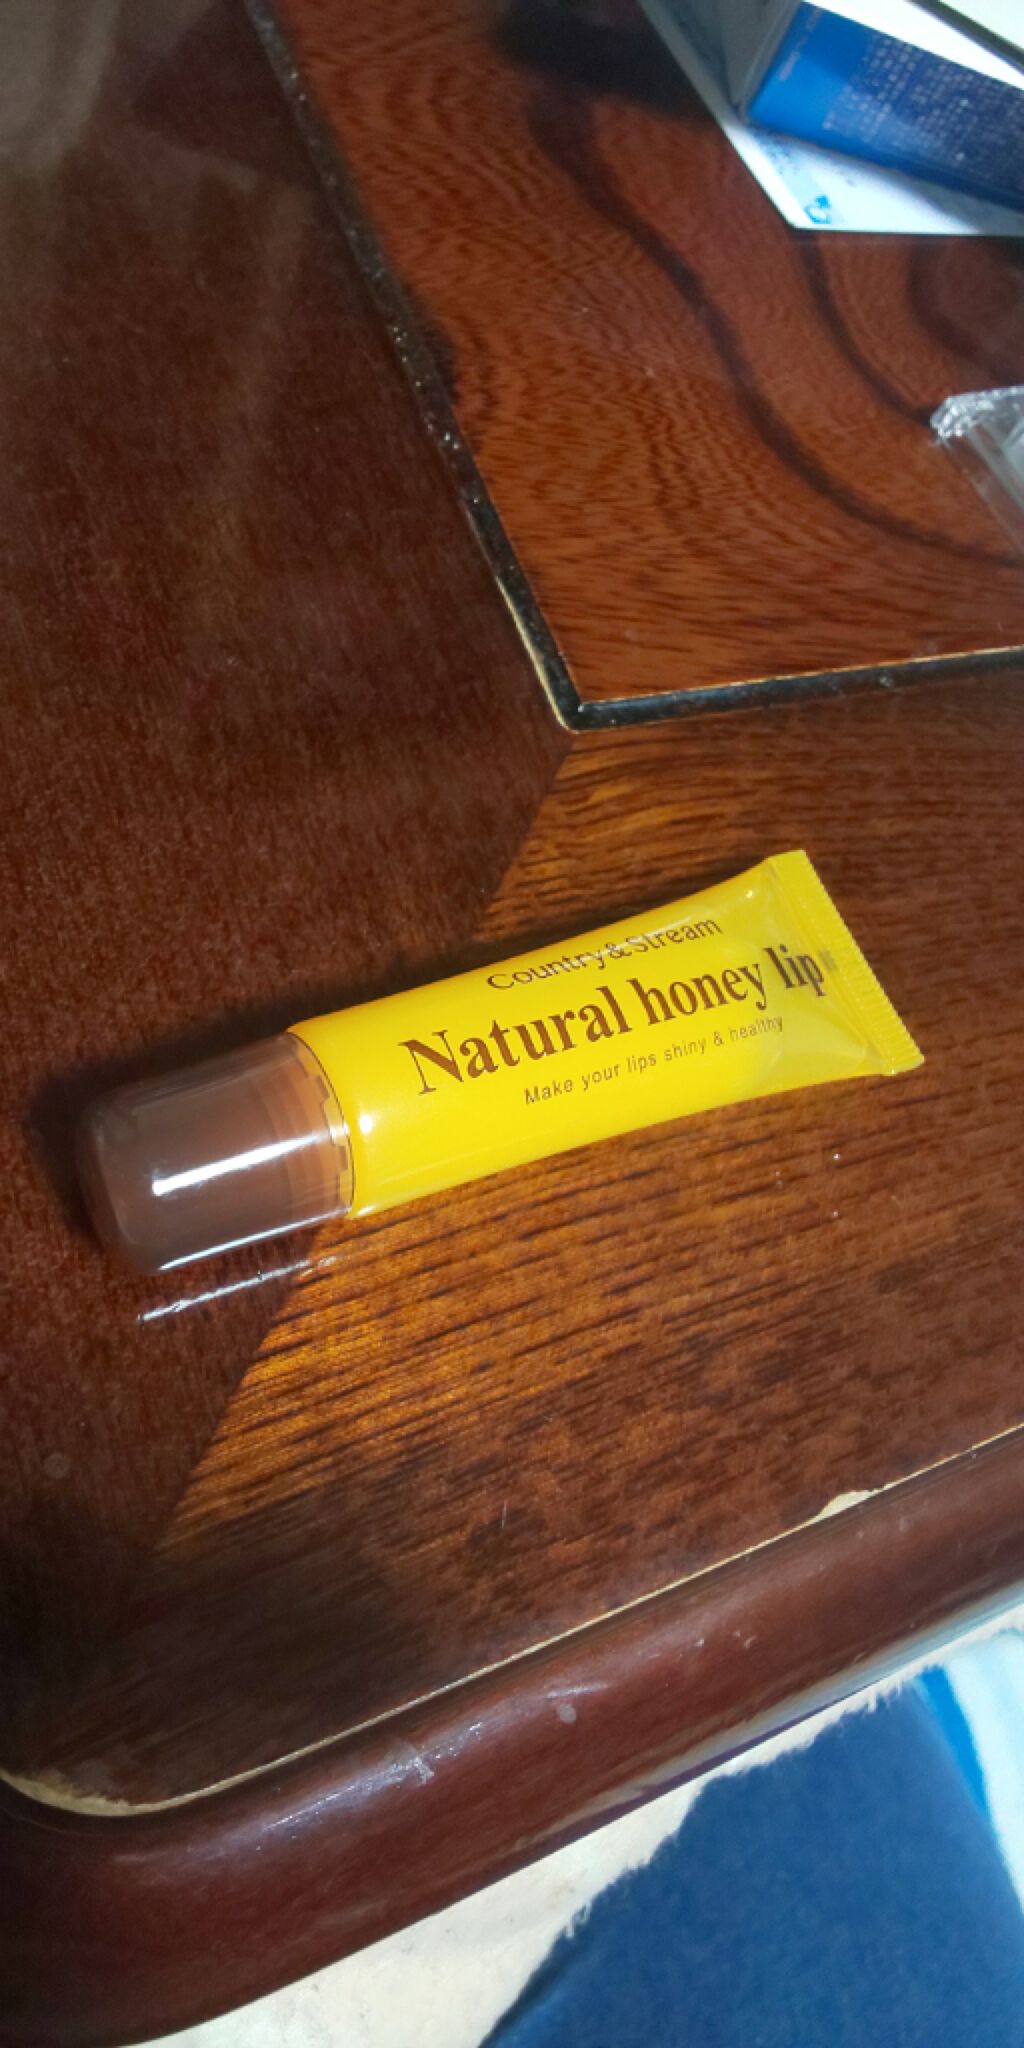 Country&Stream
Natural honey lip
Make your lips shiny & healthy